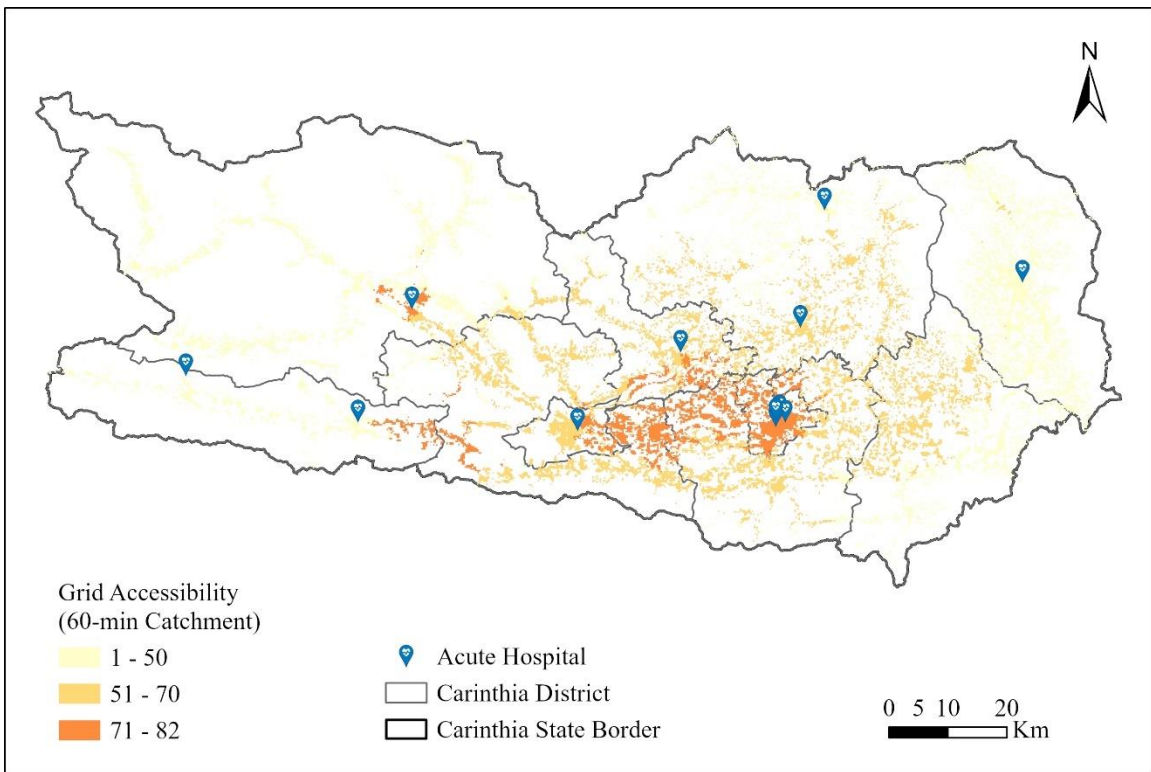 N
Grid Accessibility
(60-min Catchment)
1 - 50
51 - 70
71 - 82
Acute Hospital
Carinthia District
Carinthia State Border
0 5 10 20
Km